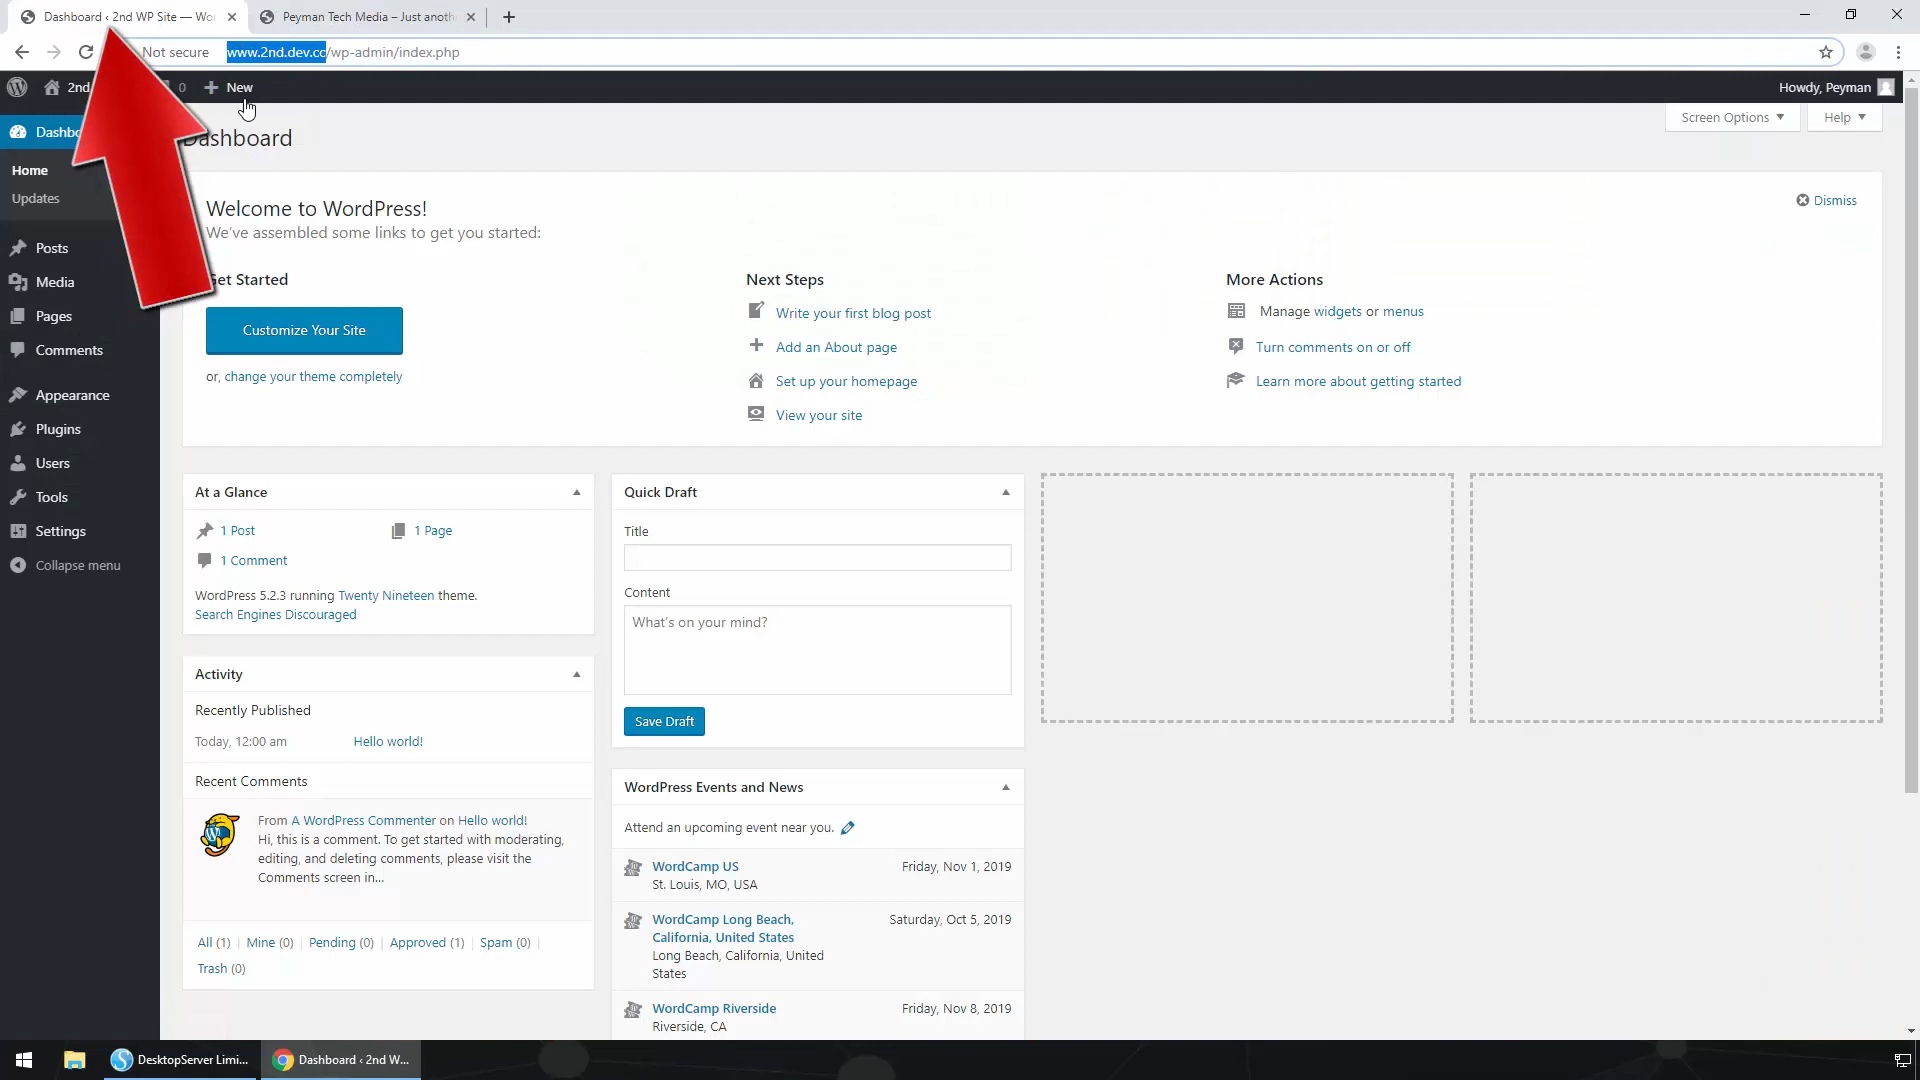 Dashboard ‹ 2nd WP Site — Wor
Peyman Tech Media – Just anoth
Not secure
www.2nd.dev.cc/wp-admin/index.php
2nd
0
New
Howdy, Peyman
Dashbo
Home
Updates
Posts
Media
Pages
Comments
Appearance
Plugins
Users
Tools
Settings
Collapse menu
Dashboard
Screen Options
Help
Welcome to WordPress!
We've assembled some links to get you started:
Dismiss
Get Started
Customize Your Site
or, change your theme completely
Next Steps
Write your first blog post
Add an About page
Set up your homepage
View your site
More Actions
Manage widgets or menus
Turn comments on or off
Learn more about getting started
At a Glance
1 Post
1 Page
1 Comment
WordPress 5.2.3 running Twenty Nineteen theme.
Search Engines Discouraged
Activity
Recently Published
Today, 12:00 am
Hello world!
Recent Comments
From A WordPress Commenter on Hello world!
Hi, this is a comment. To get started with moderating,
editing, and deleting comments, please visit the
Comments screen in...
All (1) | Mine (0) | Pending (0) | Approved (1) | Spam (0) |
Trash (0)
Quick Draft
Title
Content
What's on your mind?
Save Draft
WordPress Events and News
Attend an upcoming event near you.
WordCamp US
Friday, Nov 1, 2019
St. Louis, MO, USA
WordCamp Long Beach,
California, United States
Saturday, Oct 5, 2019
Long Beach, California, United
States
WordCamp Riverside
Friday, Nov 8, 2019
Riverside, CA
DesktopServer Limi...
Dashboard ‹ 2nd W...